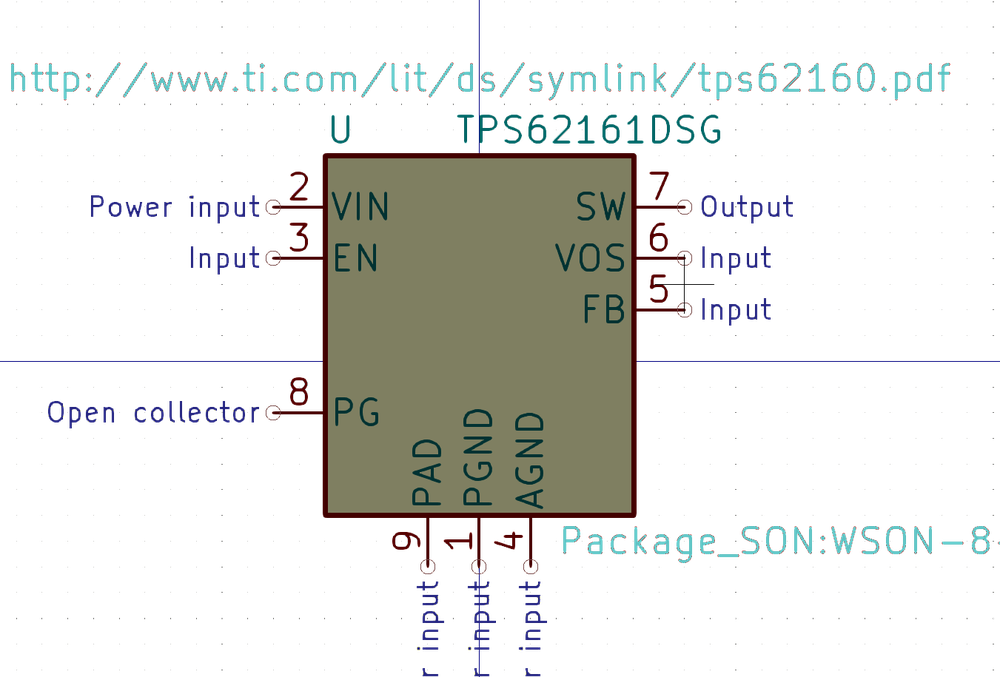 http://www.ti.com/lit/ds/symlink/tps62160.pdf
U TPS62161DSG
Power input 2 VIN SW 7 Output
Input 3 EN VOS 6 Input
FB 5 Input
Open collector 8 PG
PAD PGND AGND
9 1 4 Package_SON:WSON-8-
r input r input r input